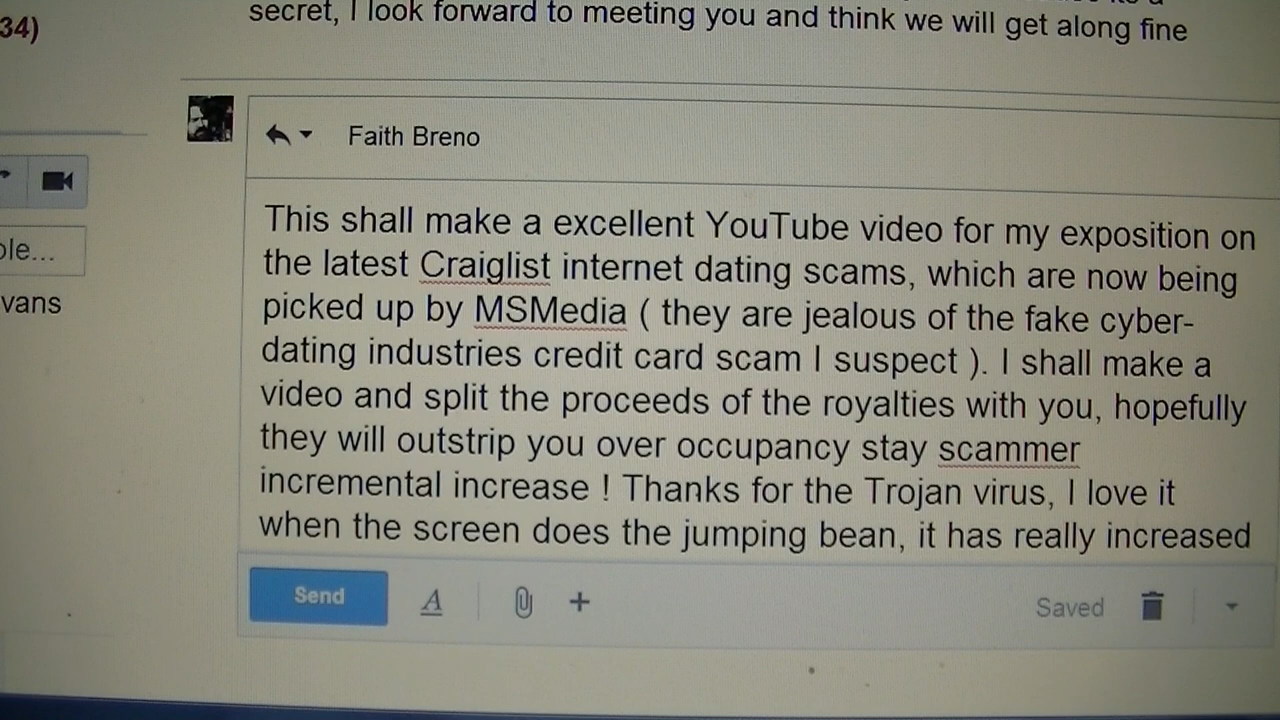 secret, I look forward to meeting you and think we will get along fine
34)
Faith Breno
This shall make a excellent YouTube video for my exposition on
the latest Craiglist internet dating scams, which are now being
ole...
vans
picked up by MSMedia ( they are jealous of the fake cyber-
dating industries credit card scam I suspect ). I shall make a
video and split the proceeds of the royalties with you, hopefully
they will outstrip you over occupancy stay scammer
incremental increase ! Thanks for the Trojan virus, I love it
when the screen does the jumping bean, it has really increased
Send A + Saved